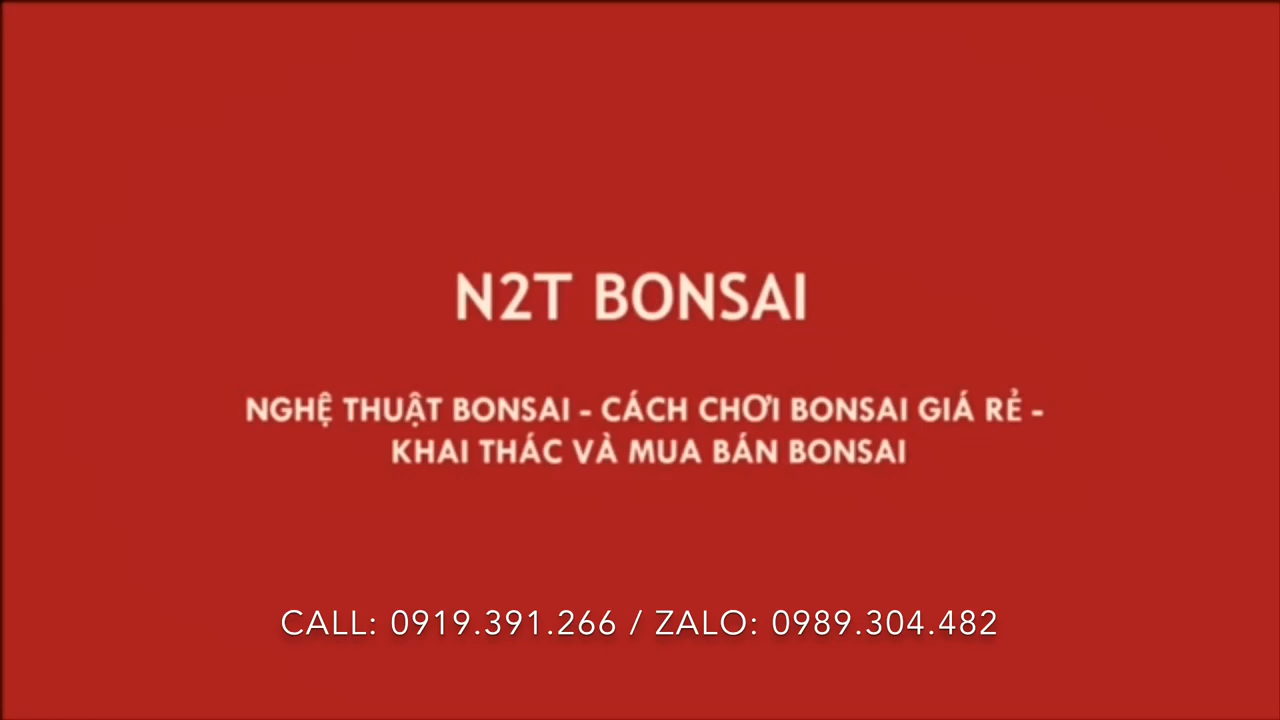 N2T BONSAI
NGHỆ THUẬT BONSAI - CÁCH CHƠI BONSAI GIÁ RẺ -
KHAI THÁC VÀ MUA BÁN BONSAI
CALL: 0919.391.266 / ZALO: 0989.304.482